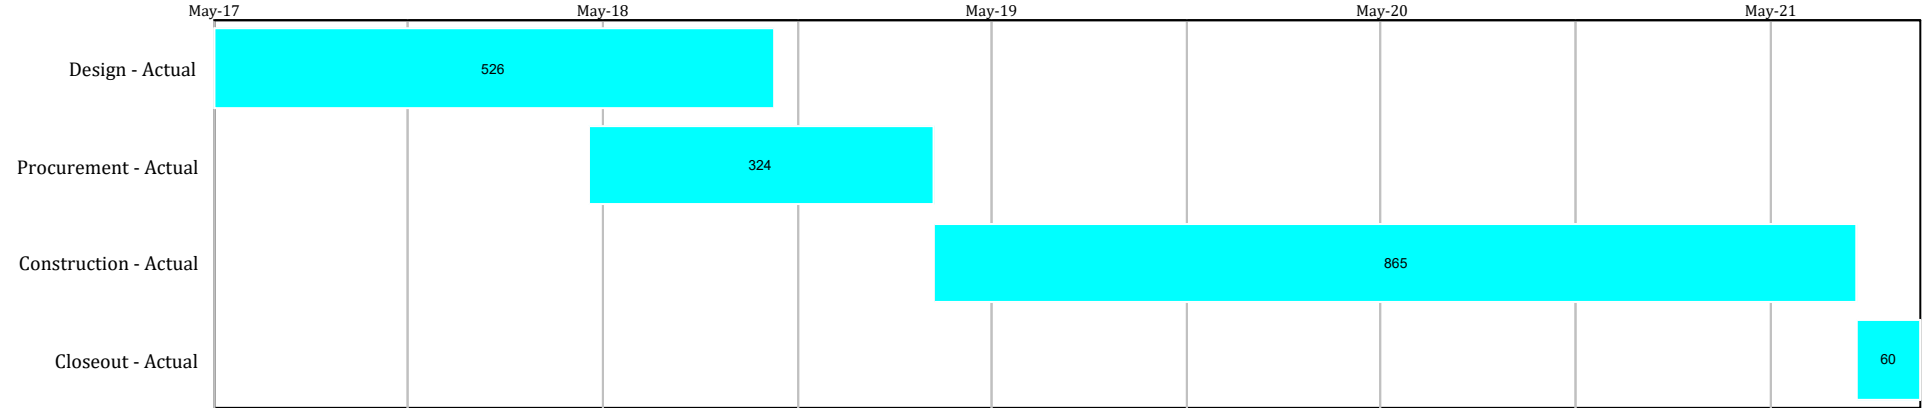 May-17 May-18 May-19 May-20 May-21
Design - Actual 526
Procurement - Actual 324
Construction - Actual 865
Closeout - Actual 60